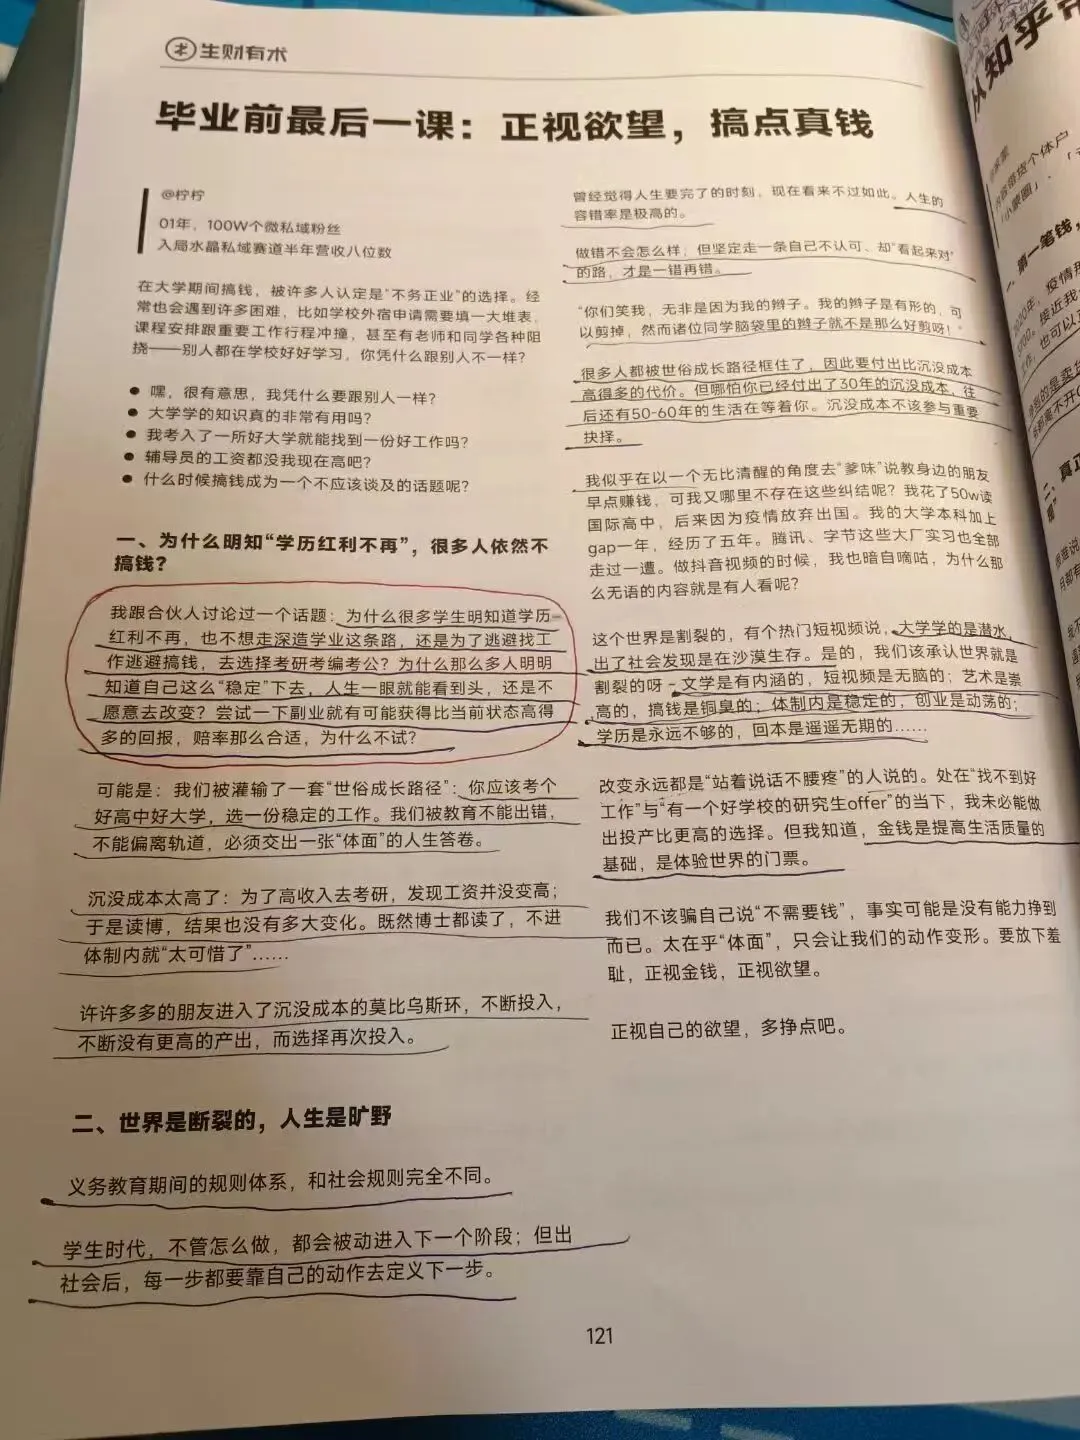 生财有术
毕业前最后一课：正视欲望，搞点真钱
@柠柠
01年，100W个微私域粉丝
入局水晶私域赛道半年营收八位数
在大学期间搞钱，被许多人认定是“不务正业”的选择。经
常也会遇到许多困难，比如学校外宿申请需要填一大堆表，
课程安排跟重要工作行程冲撞，甚至有老师和同学各种阻
挠——别人都在学校好好学习，你凭什么跟别人不一样？
● 嘿，很有意思，我凭什么要跟别人一样？
● 大学学的知识真的非常有用吗？
● 我考入了一所好大学就能找到一份好工作吗？
● 辅导员的工资都没我现在高吧？
● 什么时候搞钱成为一个不应该谈及的话题呢？
一、为什么明知“学历红利不再”，很多人依然不
搞钱？
我跟合伙人讨论过一个话题：为什么很多学生明知道学历
红利不再，也不想走深造学业这条路，还是为了逃避找工
作逃避搞钱，去选择考研考编考公？为什么那么多人明明
知道自己这么“稳定”下去，人生一眼就能看到头，还是不
愿意去改变？尝试一下副业就有可能获得比当前状态高得
多的回报，赔率那么合适，为什么不试？
可能是：我们被灌输了一套“世俗成长路径”：你应该考个
好高中好大学，选一份稳定的工作。我们被教育不能出错，
不能偏离轨道，必须交出一张“体面”的人生答卷。
沉没成本太高了：为了高收入去考研，发现工资并没变高；
于是读博，结果也没有多大变化。既然博士都读了，不进
体制内就“太可惜了”……
许许多多的朋友进入了沉没成本的莫比乌斯环，不断投入，
不断没有更高的产出，而选择再次投入。
二、世界是断裂的，人生是旷野
义务教育期间的规则体系，和社会规则完全不同。
学生时代，不管怎么做，都会被动进入下一个阶段；但出
社会后，每一步都要靠自己的动作去定义下一步。
曾经觉得人生要完了的时刻，现在看来不过如此。人生的
容错率是极高的。
做错不会怎么样；但坚定走一条自己不认可、却“看起来对”
的路，才是一错再错。
“你们笑我，无非是因为我的辫子。我的辫子是有形的，可
以剪掉，然而诸位同学脑袋里的辫子就不是那么好剪呀！”
很多人都被世俗成长路径框住了，因此要付出比沉没成本
高得多的代价。但哪怕你已经付出了30年的沉没成本，往
后还有50-60年的生活在等着你。沉没成本不该参与重要
抉择。
我似乎在以一个无比清醒的角度去“爹味”说教身边的朋友
早点赚钱，可我又哪里不存在这些纠结呢？我花了50w读
国际高中，后来因为疫情放弃出国。我的大学本科加上
gap一年，经历了五年。腾讯、字节这些大厂实习也全部
走过一遭。做抖音视频的时候，我也暗自嘀咕，为什么那
么无语的内容就是有人看呢？
这个世界是割裂的，有个热门短视频说，大学学的是潜水，
出了社会发现是在沙漠生存。是的，我们该承认世界就是
割裂的呀－文学是有内涵的，短视频是无脑的；艺术是崇
高的，搞钱是铜臭的；体制内是稳定的，创业是动荡的；
学历是永远不够的，回本是遥遥无期的……
改变永远都是“站着说话不腰疼”的人说的。处在“找不到好
工作”与“有一个好学校的研究生offer”的当下，我未必能做
出投产比更高的选择。但我知道，金钱是提高生活质量的
基础，是体验世界的门票。
我们不该骗自己说“不需要钱”，事实可能是没有能力挣到
而已。太在乎“体面”，只会让我们的动作变形。要放下羞
耻，正视金钱，正视欲望。
正视自己的欲望，多挣点吧。
121
从知乎
内容带货个体户
「小蒙圈」、
第一笔钱，
2020年，疫情